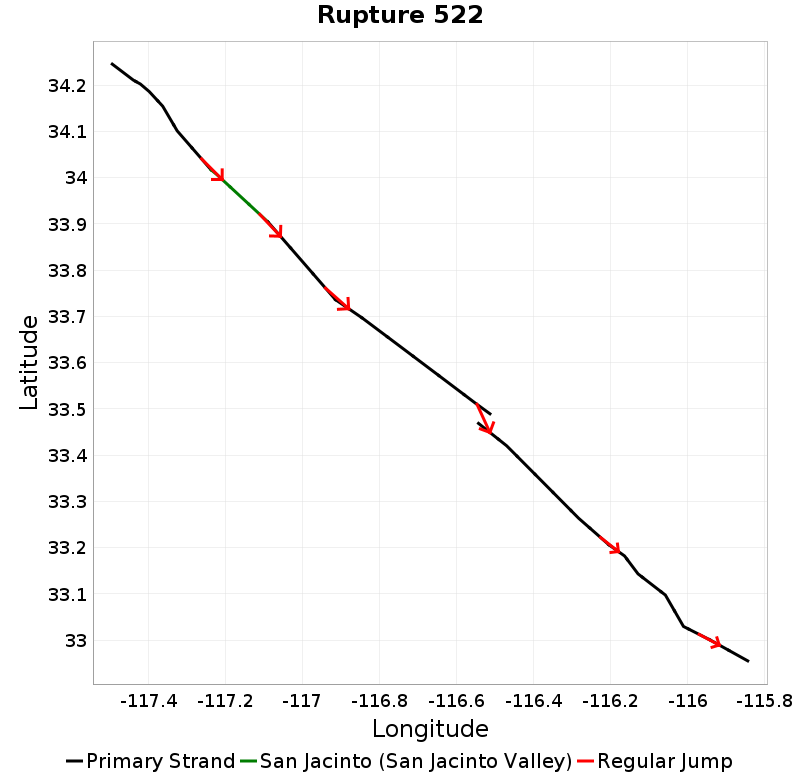 Rupture 522
34.2
34.1
34
33.9
33.8
33.7
33.6
33.5
33.4
33.3
33.2
33.1
33
Latitude
-117.4 -117.2 -117 -116.8 -116.6 -116.4 -116.2 -116 -115.8
Longitude
Primary Strand San Jacinto (San Jacinto Valley) Regular Jump